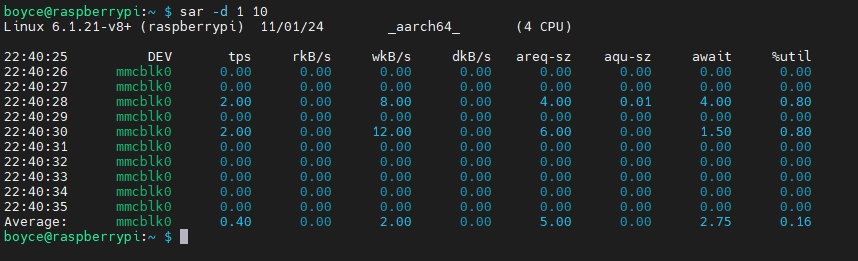 boyce@raspberrypi:~ $ sar -d 1 10
Linux 6.1.21-v8+ (raspberrypi)  11/01/24        _aarch64_       (4 CPU)
22:40:25          DEV       tps     rkB/s     wkB/s     dkB/s   areq-sz    aqu-sz     await     %util
22:40:26      mmcblk0      0.00      0.00      0.00      0.00      0.00      0.00      0.00      0.00
22:40:27      mmcblk0      0.00      0.00      0.00      0.00      0.00      0.00      0.00      0.00
22:40:28      mmcblk0      2.00      0.00      8.00      0.00      4.00      0.01      4.00      0.80
22:40:29      mmcblk0      0.00      0.00      0.00      0.00      0.00      0.00      0.00      0.00
22:40:30      mmcblk0      2.00      0.00     12.00      0.00      6.00      0.00      1.50      0.80
22:40:31      mmcblk0      0.00      0.00      0.00      0.00      0.00      0.00      0.00      0.00
22:40:32      mmcblk0      0.00      0.00      0.00      0.00      0.00      0.00      0.00      0.00
22:40:33      mmcblk0      0.00      0.00      0.00      0.00      0.00      0.00      0.00      0.00
22:40:34      mmcblk0      0.00      0.00      0.00      0.00      0.00      0.00      0.00      0.00
22:40:35      mmcblk0      0.00      0.00      0.00      0.00      0.00      0.00      0.00      0.00
Average:      mmcblk0      0.40      0.00      2.00      0.00      5.00      0.00      2.75      0.16
boyce@raspberrypi:~ $